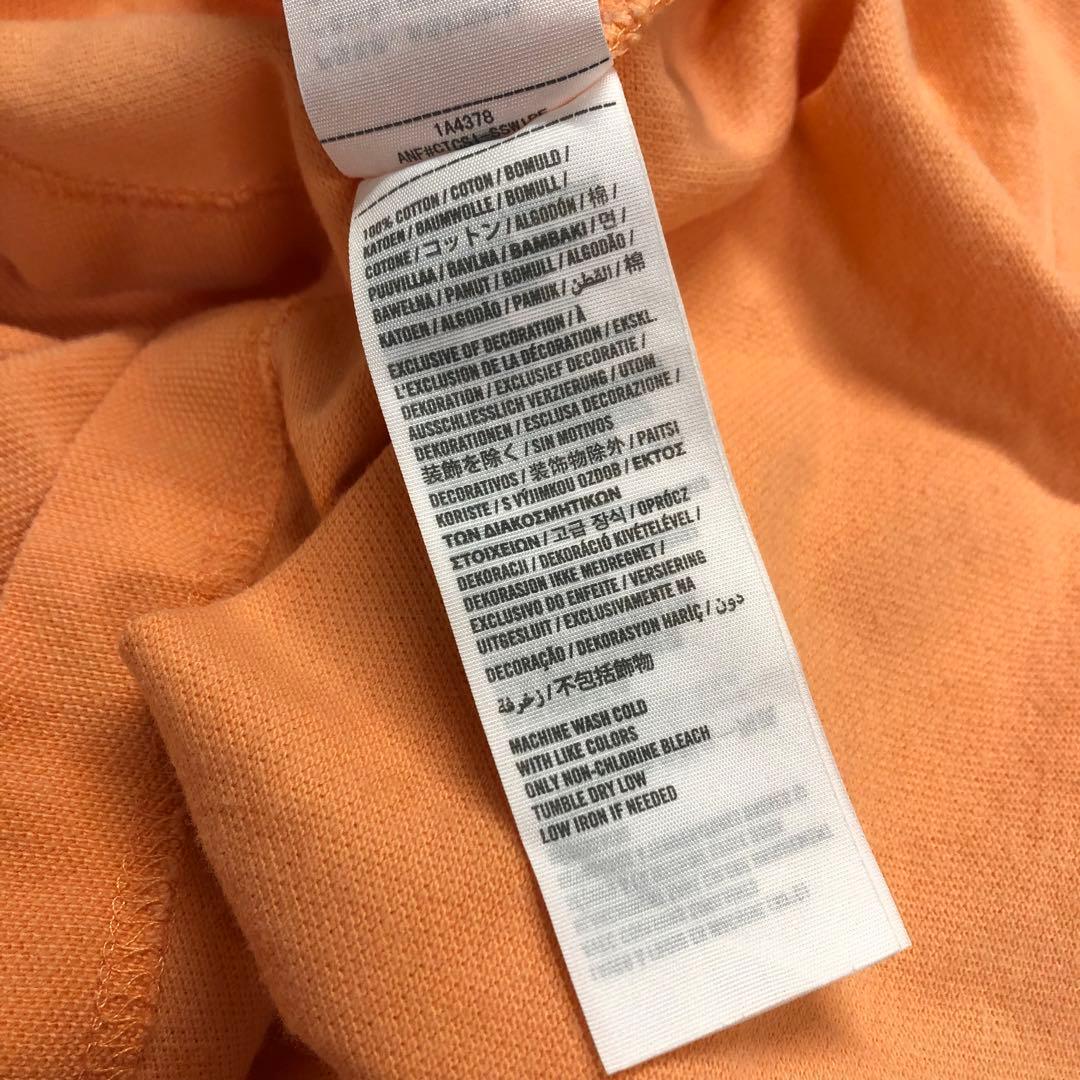 1A4378
100% COTTON / COTON / BOMULD /
KATOEN / BAUMWOLLE / BOMULL /
COTONE / コットン / ALGODÓN / 棉 /
PUUVILLAA / BAVLNA / BAMBAKI / 면 /
BAWELNA / PAMUT / BOMULL / ALGODÃO /
KATOEN / ALGODÃO / PAMUK / القطن / 棉
EXCLUSIVE OF DECORATION / À
L'EXCLUSION DE LA DÉCORATION / EKSKL.
DEKORATION / EXCLUSIEF DECORATIE /
AUSSCHLIESSLICH VERZIERUNG / UTOM
DEKORATIONEN / ESCLUSA DECORAZIONE /
装飾を除く / SIN MOTIVOS
DECORATIVOS / 装饰物除外 / PAITSI
KORISTE / S VÝJIMKOU OZDOB / ΕΚΤΟΣ
ΤΩΝ ΔΙΑΚΟΣΜΗΤΙΚΩΝ
ΣΤΟΙΧΕΙΩΝ / 고급 장식 / OPRÓCZ
DEKORACJI / DEKORÁCIÓ KIVÉTELÉVEL /
DEKORASJON IKKE MEDREGNET /
EXCLUSIVO DO ENFEITE / VERSIERING
UITGESLUIT / EXCLUSIVAMENTE NA
DECORAÇÃO / DEKORASYON HARIÇ / دون
زخرفة / 不包括飾物
MACHINE WASH COLD
WITH LIKE COLORS
ONLY NON-CHLORINE BLEACH
TUMBLE DRY LOW
LOW IRON IF NEEDED